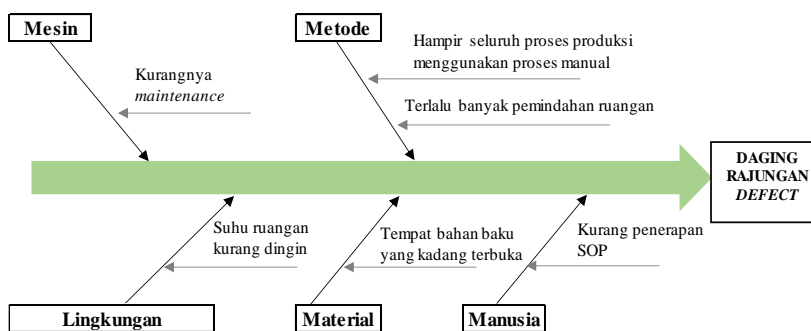 Mesin
Metode
Hampir seluruh proses produksi
menggunakan proses manual
Kurangnya
maintenance
Terlalu banyak pemindahan ruangan
DAGING
RAJUNGAN
DEFECT
Suhu ruangan
kurang dingin
Tempat bahan baku
yang kadang terbuka
Kurang penerapan
SOP
Lingkungan
Material
Manusia